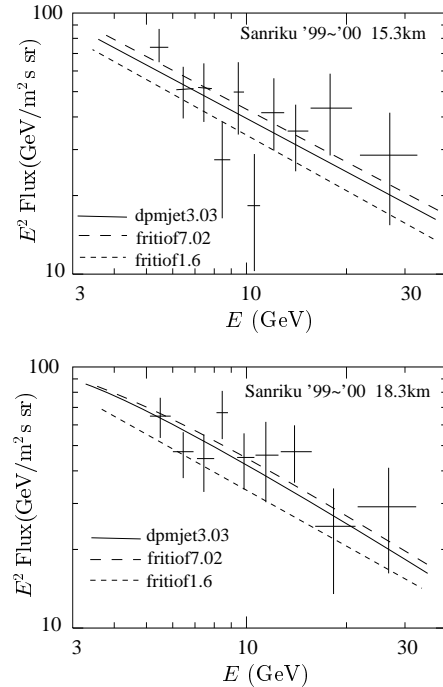 100
Sanriku '99~'00 15.3km
E² Flux(GeV/m² s sr)
dpmjet3.03
fritiof7.02
fritiof1.6
10
3 10 30
E (GeV)
100
Sanriku '99~'00 18.3km
E² Flux(GeV/m² s sr)
dpmjet3.03
fritiof7.02
fritiof1.6
10
3 10 30
E (GeV)